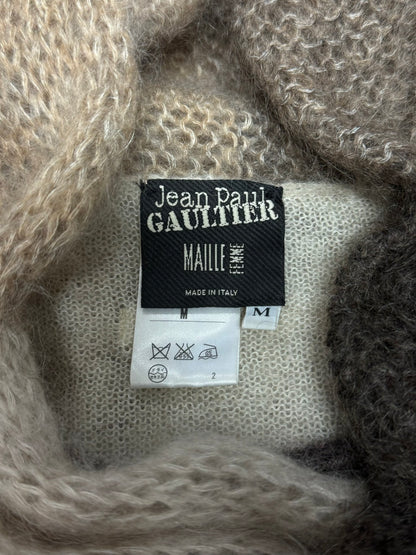 Jean Paul
GAULTIER
MAILLE FEMME
MADE IN ITALY
M
M
2